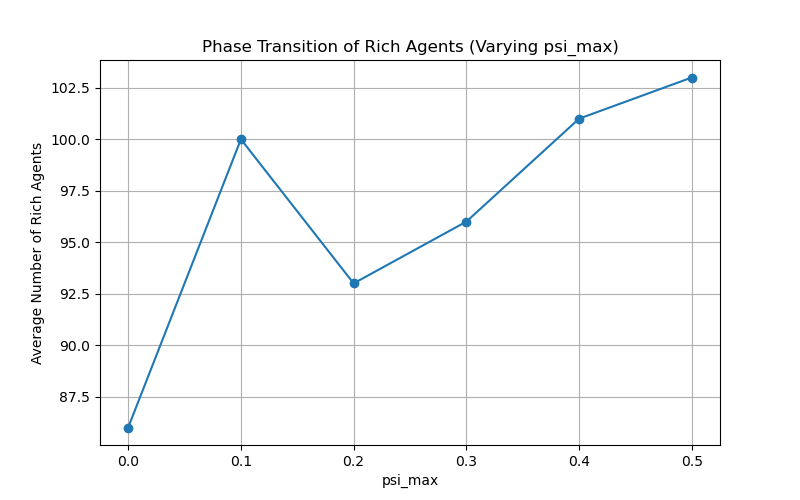 Phase Transition of Rich Agents (Varying psi_max)
Average Number of Rich Agents
102.5
100.0
97.5
95.0
92.5
90.0
87.5
0.0 0.1 0.2 0.3 0.4 0.5
psi_max